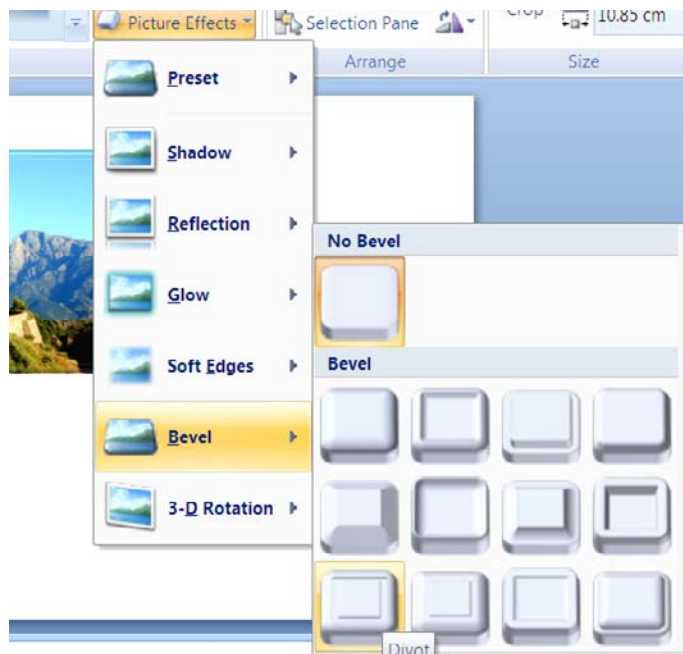 Picture Effects
Selection Pane
Crop
10.85 cm
Arrange
Size
Preset
Shadow
Reflection
No Bevel
Glow
Soft Edges
Bevel
Bevel
3-D Rotation
Divot